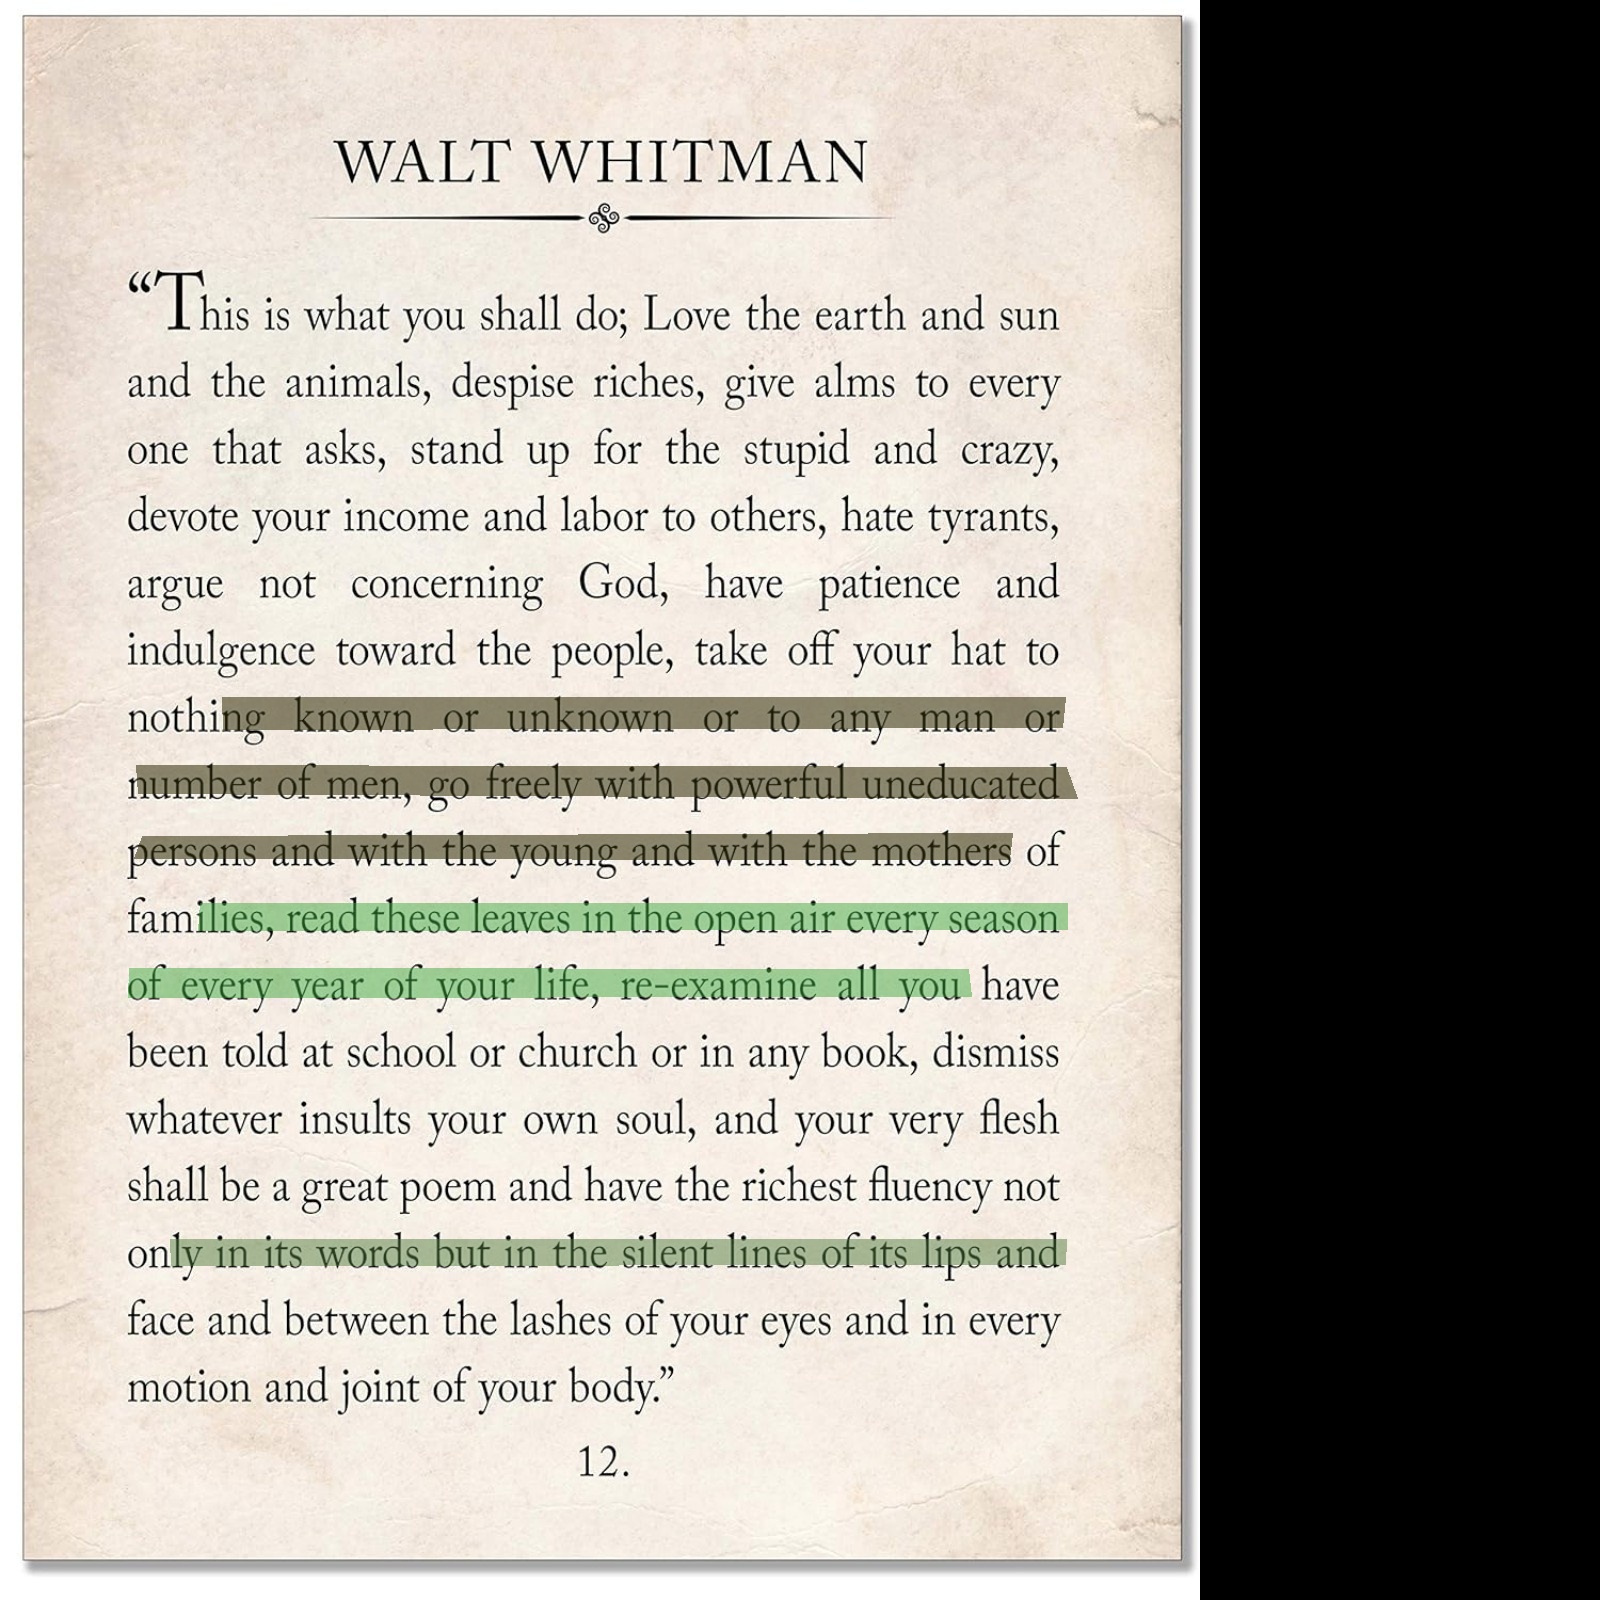 WALT WHITMAN
“This is what you shall do; Love the earth and sun
and the animals, despise riches, give alms to every
one that asks, stand up for the stupid and crazy,
devote your income and labor to others, hate tyrants,
argue not concerning God, have patience and
indulgence toward the people, take off your hat to
nothing known or unknown or to any man or
number of men, go freely with powerful uneducated
persons and with the young and with the mothers of
families, read these leaves in the open air every season
of every year of your life, re-examine all you have
been told at school or church or in any book, dismiss
whatever insults your own soul, and your very flesh
shall be a great poem and have the richest fluency not
only in its words but in the silent lines of its lips and
face and between the lashes of your eyes and in every
motion and joint of your body.”
12.